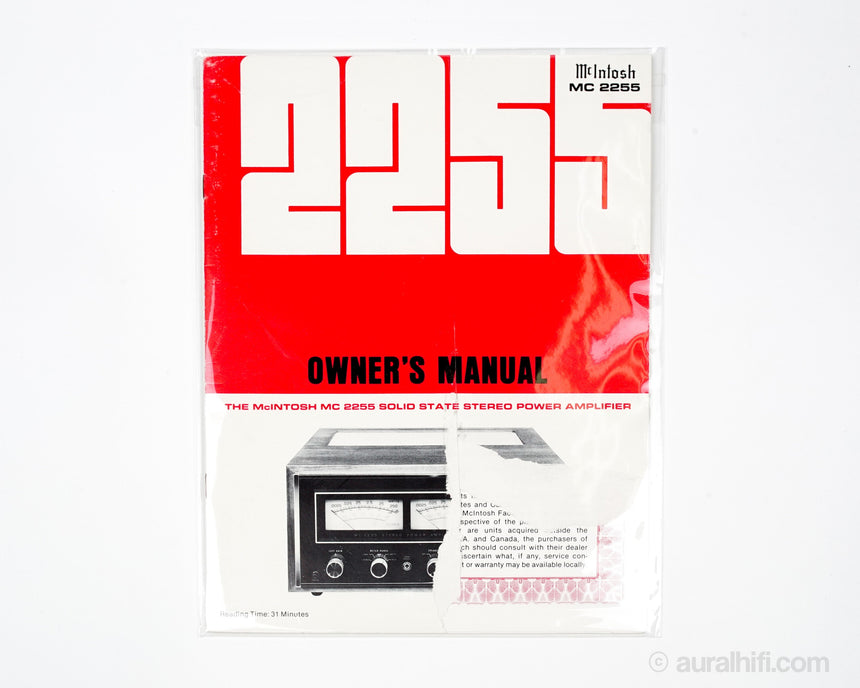 2255
McIntosh
MC 2255
OWNER'S MANUAL
THE McINTOSH MC 2255 SOLID STATE STEREO POWER AMPLIFIER
ts
tes and
McIntosh
spective of the
are units acquired outside the
.A. and Canada, the purchasers of
ch should consult with their dealer
ascertain what, if any, service con-
t or warranty may be available locally
Reading Time: 31 Minutes
© auralhifi.com